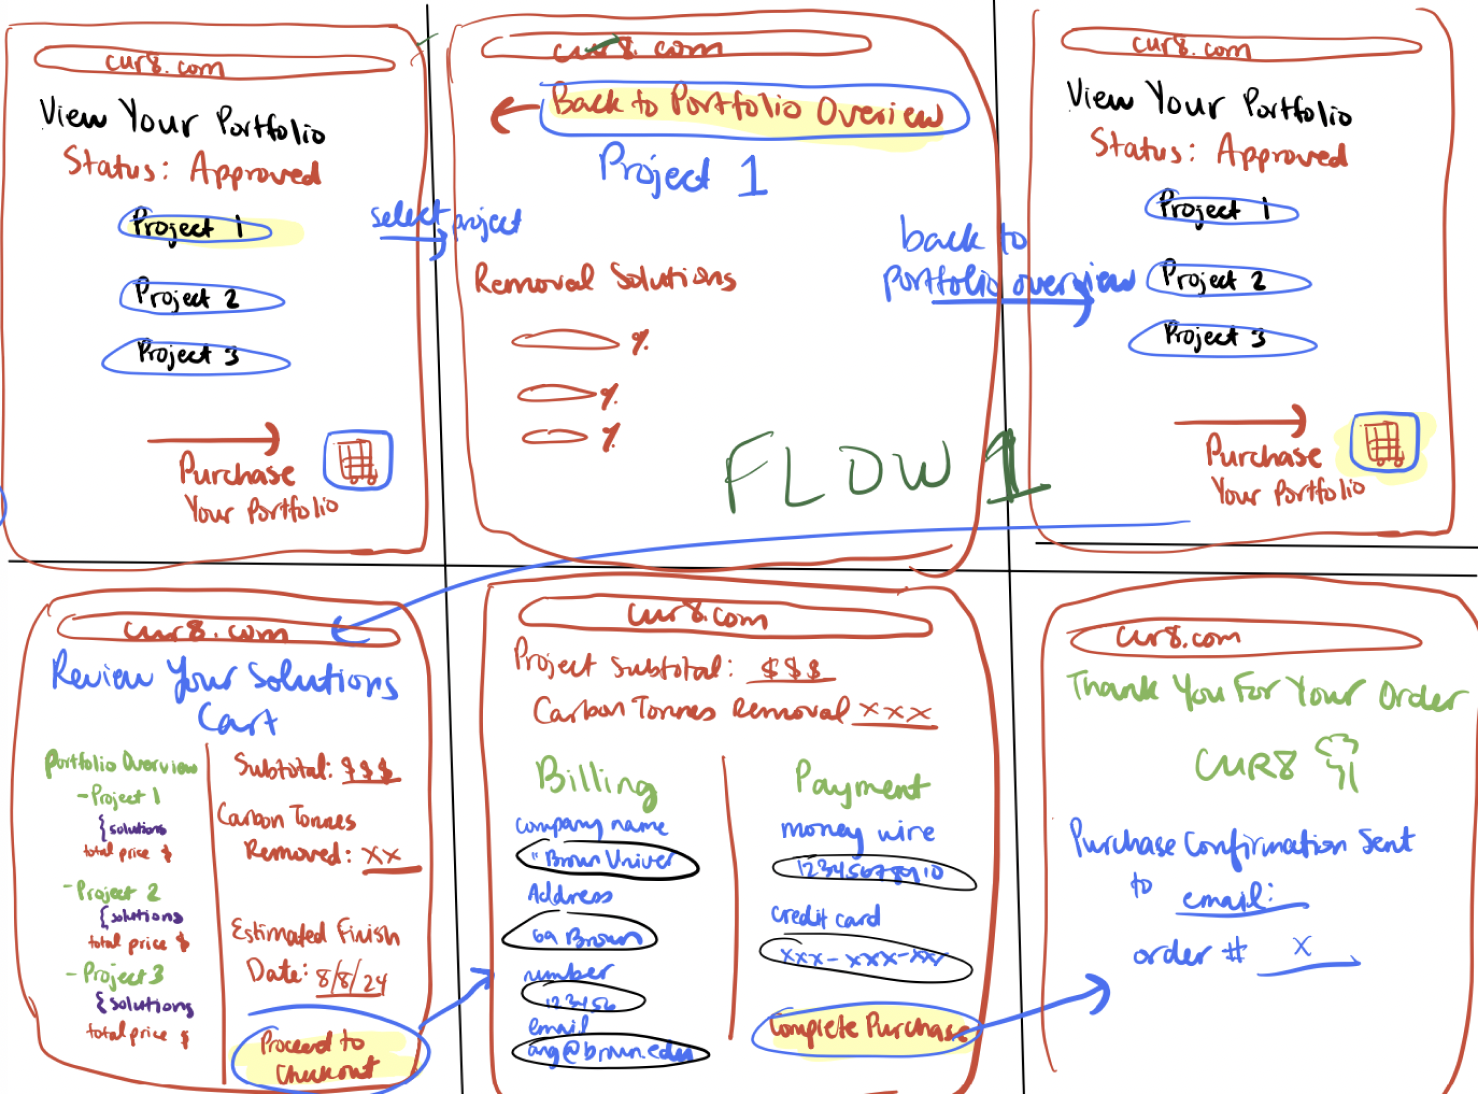 cur8.com
View Your Portfolio
Status: Approved
Project 1
Project 2
Project 3
Purchase
Your Portfolio
select project
cur8.com
Back to Portfolio Overview
Project 1
Removal Solutions
%
%
%
back to
portfolio overview
FLOW 1
cur8.com
View Your Portfolio
Status: Approved
Project 1
Project 2
Project 3
Purchase
Your Portfolio
cur8.com
Review Your Solutions
Cart
Portfolio Overview
- Project 1
{ solutions
total price $
- Project 2
{ solutions
total price $
- Project 3
{ solutions
total price $
Subtotal: $$$
Carbon Tonnes
Removed: XX
Estimated Finish
Date: 8/8/24
Proceed to
Checkout
cur8.com
Project Subtotal: $$$
Carbon Tonnes Removal XXX
Billing
company name
"Brown Univer
Address
69 Brown
number
123456
email
ang@brown.edu
Payment
money wire
12345678910
credit card
xxx-xxx-xxx
Complete Purchase
cur8.com
Thank You For Your Order
CUR8
Purchase Confirmation Sent
to email:
order # X